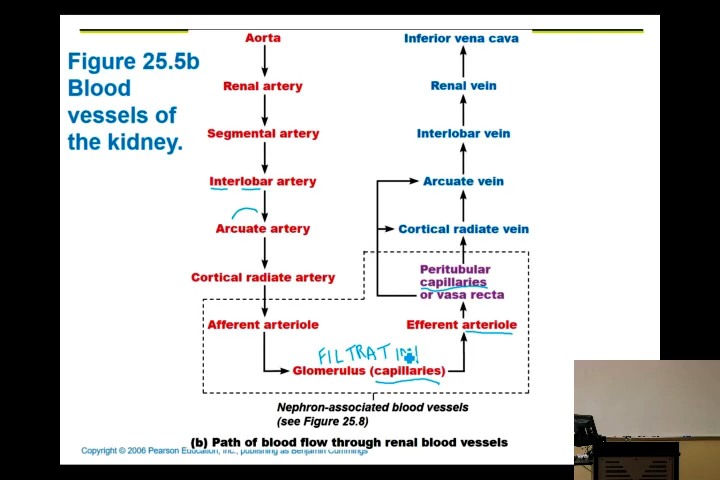 Figure 25.5b
Blood
vessels of
the kidney.
Aorta
Renal artery
Segmental artery
Interlobar artery
Arcuate artery
Cortical radiate artery
Afferent arteriole
FILTRATION
Glomerulus (capillaries)
Inferior vena cava
Renal vein
Interlobar vein
Arcuate vein
Cortical radiate vein
Peritubular
capillaries
or vasa recta
Efferent arteriole
Nephron-associated blood vessels
(see Figure 25.8)
(b) Path of blood flow through renal blood vessels
Copyright © 2006 Pearson Education, Inc., publishing as Benjamin Cummings